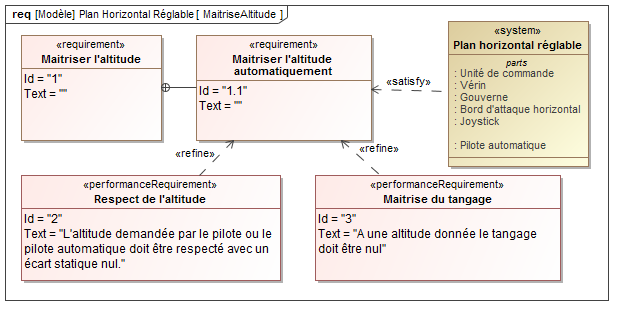 req [Modèle] Plan Horizontal Réglable [ MaitriseAltitude ]
«requirement»
Maitriser l'altitude
Id = "1"
Text = ""
«requirement»
Maitriser l'altitude
automatiquement
Id = "1.1"
Text = ""
«satisfy»
«system»
Plan horizontal réglable
parts
: Unité de commande
: Vérin
: Gouverne
: Bord d'attaque horizontal
: Joystick
: Pilote automatique
«refine»
«refine»
«performanceRequirement»
Respect de l'altitude
Id = "2"
Text = "L'altitude demandée par le pilote ou le
pilote automatique doit être respecté avec un
écart statique nul."
«performanceRequirement»
Maitrise du tangage
Id = "3"
Text = "A une altitude donnée le tangage
doit être nul"